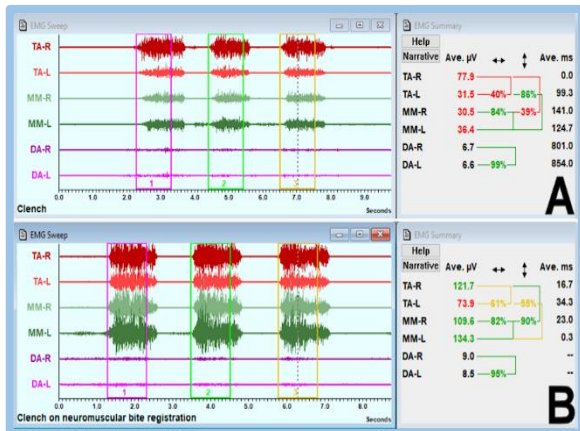 EMG Sweep
TA-R
TA-L
MM-R
MM-L
DA-R
DA-L
1
2
3
0.0 1.0 2.0 3.0 4.0 5.0 6.0 7.0 8.0 9.0
Seconds
Clench
EMG Summary
Help
Narrative Ave. µV Ave. ms
TA-R 77.9 0.0
TA-L 31.5 40% 86% 99.3
MM-R 30.5 84% 39% 141.0
MM-L 36.4 124.7
DA-R 6.7 801.0
DA-L 6.6 99% 854.0
A
EMG Sweep
TA-R
TA-L
MM-R
MM-L
DA-R
DA-L
1
2
3
0.0 1.0 2.0 3.0 4.0 5.0 6.0 7.0 8.0
Seconds
Clench on neuromuscular bite registration
EMG Summary
Help
Narrative Ave. µV Ave. ms
TA-R 121.7 16.7
TA-L 73.9 61% 34.3
MM-R 109.6 82% 90% 23.0
MM-L 134.3 0.3
DA-R 9.0 --
DA-L 8.5 95% --
B